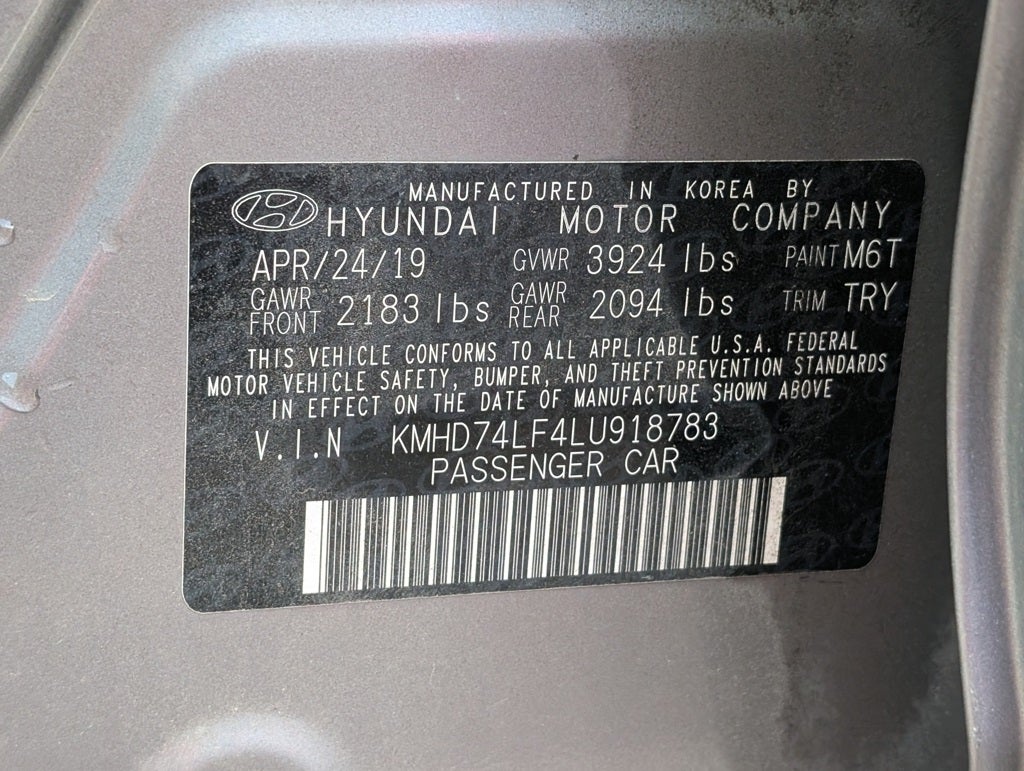 MANUFACTURED IN KOREA BY
HYUNDAI MOTOR COMPANY
APR/24/19 GVWR 3924 lbs PAINT M6T
GAWR FRONT 2183 lbs GAWR REAR 2094 lbs TRIM TRY
THIS VEHICLE CONFORMS TO ALL APPLICABLE U.S.A. FEDERAL
MOTOR VEHICLE SAFETY, BUMPER, AND THEFT PREVENTION STANDARDS
IN EFFECT ON THE DATE OF MANUFACTURE SHOWN ABOVE
V.I.N KMHD74LF4LU918783
PASSENGER CAR